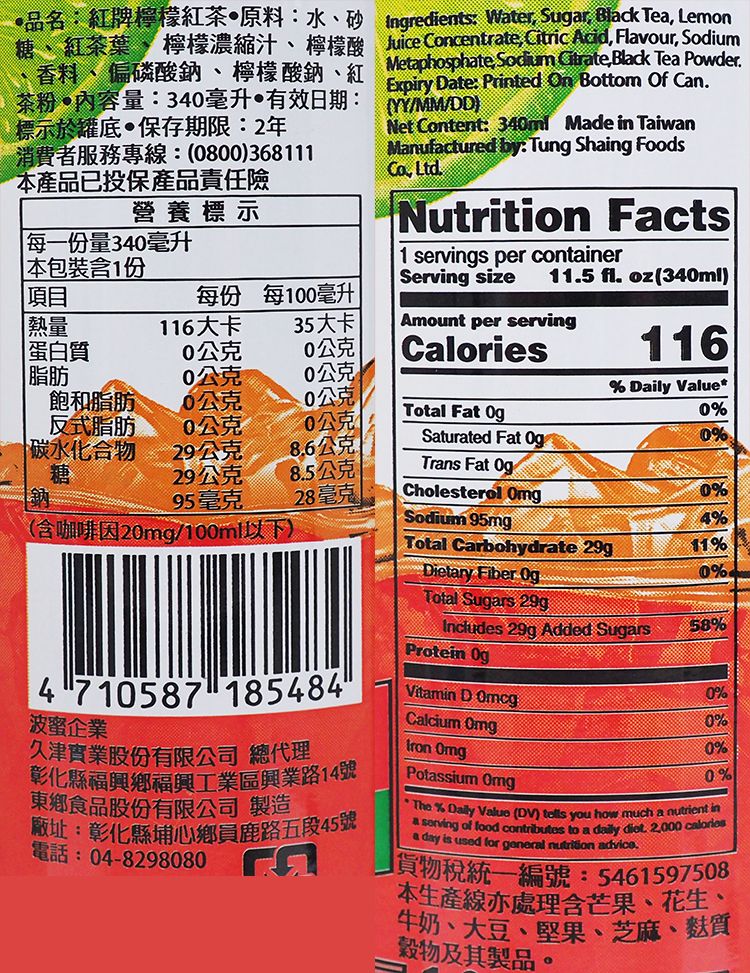 •品名：紅牌檸檬紅茶•原料：水、砂
糖、紅茶葉、檸檬濃縮汁、檸檬酸
、香料、偏磷酸鈉、檸檬酸鈉、紅
茶粉•內容量：340毫升•有效日期：
標示於罐底•保存期限：2年
消費者服務專線：(0800)368111
本產品已投保產品責任險
營養標示
每一份量340毫升
本包裝含1份
項目 每份 每100毫升
熱量 116大卡 35大卡
蛋白質 0公克 0公克
脂肪 0公克 0公克
飽和脂肪 0公克 0公克
反式脂肪 0公克 0公克
碳水化合物 29公克 8.6公克
糖 29公克 8.5公克
鈉 95毫克 28毫克
(含咖啡因20mg/100ml以下)
4 710587 185484
波蜜企業
久津實業股份有限公司 總代理
彰化縣福興鄉福興工業區興業路14號
東鄉食品股份有限公司 製造
廠址：彰化縣埔心鄉員鹿路五段45號
電話：04-8298080
Ingredients: Water, Sugar, Black Tea, Lemon
Juice Concentrate, Citric Acid, Flavour, Sodium
Metaphosphate, Sodium Citrate, Black Tea Powder.
Expiry Date: Printed On Bottom Of Can.
(YY/MM/DD)
Net Content: 340ml Made in Taiwan
Manufactured by: Tung Shaing Foods
Co., Ltd.
Nutrition Facts
1 servings per container
Serving size 11.5 fl. oz(340ml)
Amount per serving
Calories 116
% Daily Value*
Total Fat 0g 0%
Saturated Fat 0g 0%
Trans Fat 0g
Cholesterol 0mg 0%
Sodium 95mg 4%
Total Carbohydrate 29g 11%
Dietary Fiber 0g 0%
Total Sugars 29g
Includes 29g Added Sugars 58%
Protein 0g
Vitamin D 0mcg 0%
Calcium 0mg 0%
Iron 0mg 0%
Potassium 0mg 0 %
* The % Daily Value (DV) tells you how much a nutrient in
a serving of food contributes to a daily diet. 2,000 calories
a day is used for general nutrition advice.
貨物稅統一編號：5461597508
本生產線亦處理含芒果、花生、
牛奶、大豆、堅果、芝麻、麩質
穀物及其製品。